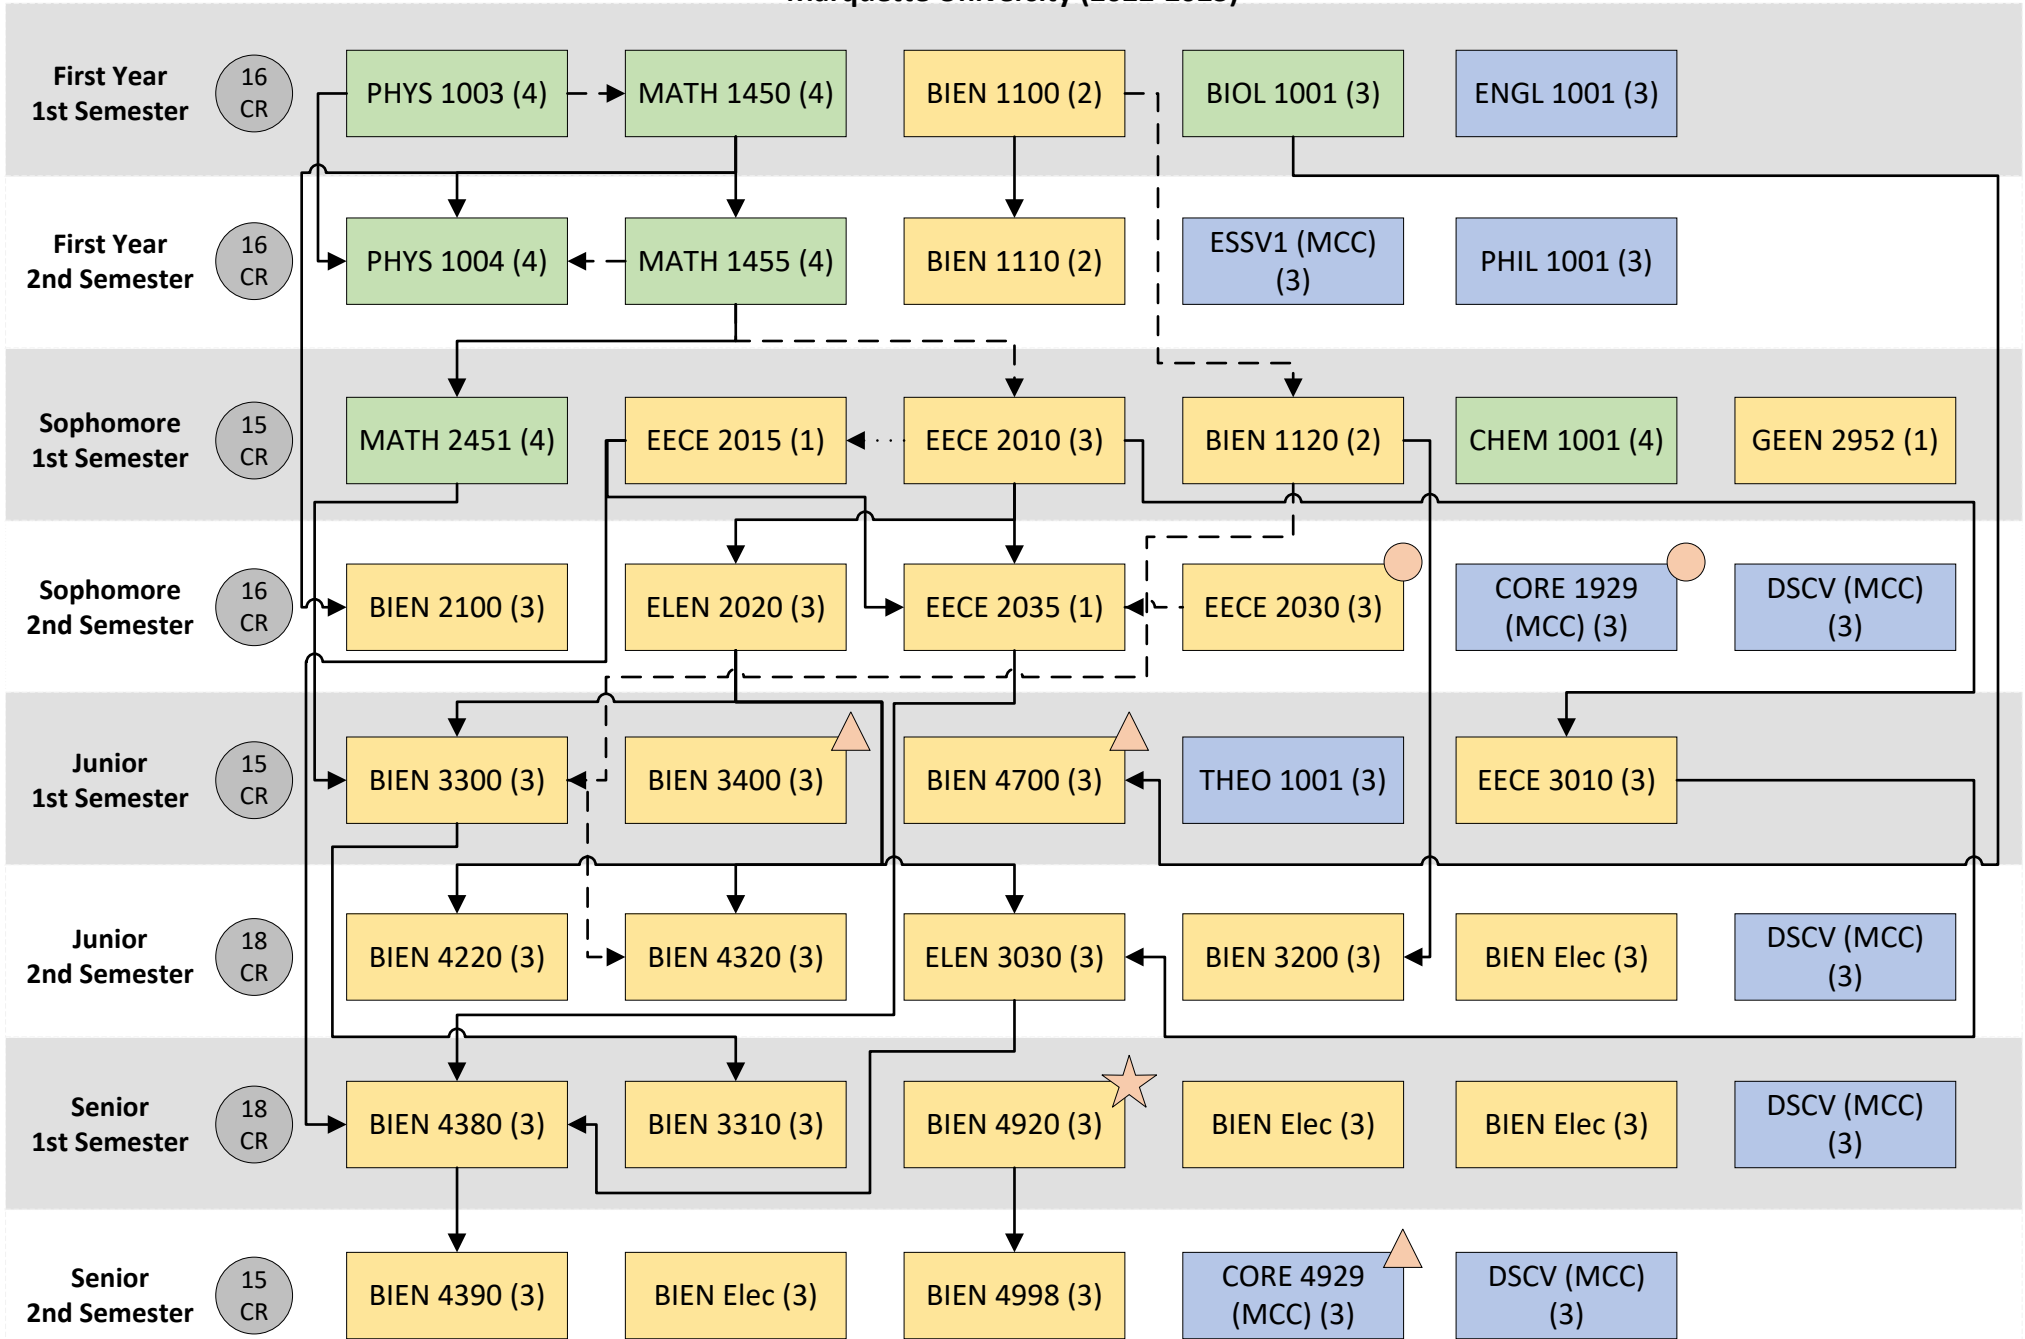 Marquette University (2022-2023)
First Year
1st Semester
16
CR
PHYS 1003 (4)
MATH 1450 (4)
BIEN 1100 (2)
BIOL 1001 (3)
ENGL 1001 (3)
First Year
2nd Semester
16
CR
PHYS 1004 (4)
MATH 1455 (4)
BIEN 1110 (2)
ESSV1 (MCC)
(3)
PHIL 1001 (3)
Sophomore
1st Semester
15
CR
MATH 2451 (4)
EECE 2015 (1)
EECE 2010 (3)
BIEN 1120 (2)
CHEM 1001 (4)
GEEN 2952 (1)
Sophomore
2nd Semester
16
CR
BIEN 2100 (3)
ELEN 2020 (3)
EECE 2035 (1)
EECE 2030 (3)
CORE 1929
(MCC) (3)
DSCV (MCC)
(3)
Junior
1st Semester
15
CR
BIEN 3300 (3)
BIEN 3400 (3)
BIEN 4700 (3)
THEO 1001 (3)
EECE 3010 (3)
Junior
2nd Semester
18
CR
BIEN 4220 (3)
BIEN 4320 (3)
ELEN 3030 (3)
BIEN 3200 (3)
BIEN Elec (3)
DSCV (MCC)
(3)
Senior
1st Semester
18
CR
BIEN 4380 (3)
BIEN 3310 (3)
BIEN 4920 (3)
BIEN Elec (3)
BIEN Elec (3)
DSCV (MCC)
(3)
Senior
2nd Semester
15
CR
BIEN 4390 (3)
BIEN Elec (3)
BIEN 4998 (3)
CORE 4929
(MCC) (3)
DSCV (MCC)
(3)